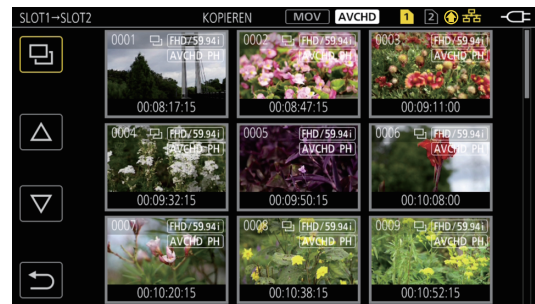 SLOT1→SLOT2 KOPIEREN MOV AVCHD 1 2
0001 FHD/59.94i AVCHD PH
00:08:17:15
0002 FHD/59.94i AVCHD PH
00:08:47:15
0003 FHD/59.94i AVCHD PH
00:09:11:00
0004 FHD/59.94i AVCHD PH
00:09:32:15
0005 FHD/59.94i AVCHD PH
00:09:50:15
0006 FHD/59.94i AVCHD PH
00:10:08:00
0007 FHD/59.94i AVCHD PH
00:10:20:15
0008 FHD/59.94i AVCHD PH
00:10:38:15
0009 FHD/59.94i AVCHD PH
00:10:52:15